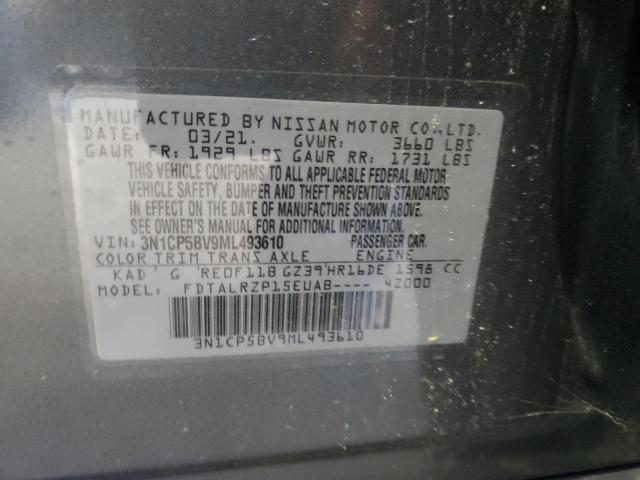 MANUFACTURED BY NISSAN MOTOR CO.,LTD.
DATE: 03/21. GVWR: 3660 LBS
GAWR FR: 1929 LBS GAWR RR: 1731 LBS
THIS VEHICLE CONFORMS TO ALL APPLICABLE FEDERAL MOTOR
VEHICLE SAFETY, BUMPER AND THEFT PREVENTION STANDARDS
IN EFFECT ON THE DATE OF MANUFACTURE SHOWN ABOVE.
SEE OWNER'S MANUAL FOR ADDITIONAL INFORMATION.
VIN: 3N1CP5BV9ML493610 PASSENGER CAR.
COLOR TRIM TRANS AXLE ENGINE
KAD G RE0F11B GZ39 HR16DE 1598 CC
MODEL: FDTALRZP15EUAB---- 42000
3N1CP5BV9ML493610